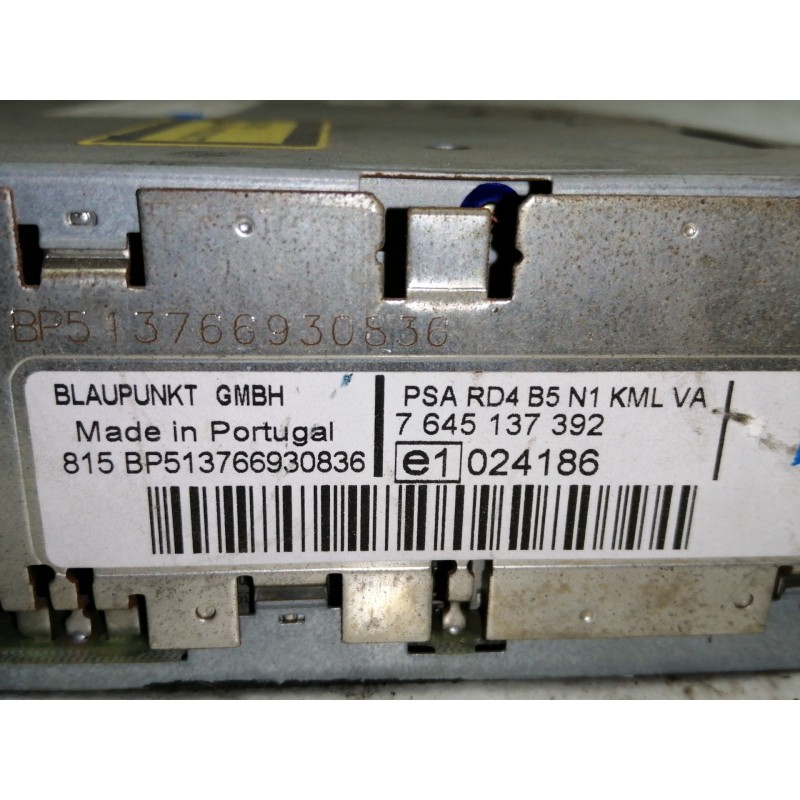 BP513766930836
BLAUPUNKT GMBH
Made in Portugal
815 BP513766930836
PSA RD4 B5 N1 KML VA
7 645 137 392
e1 024186